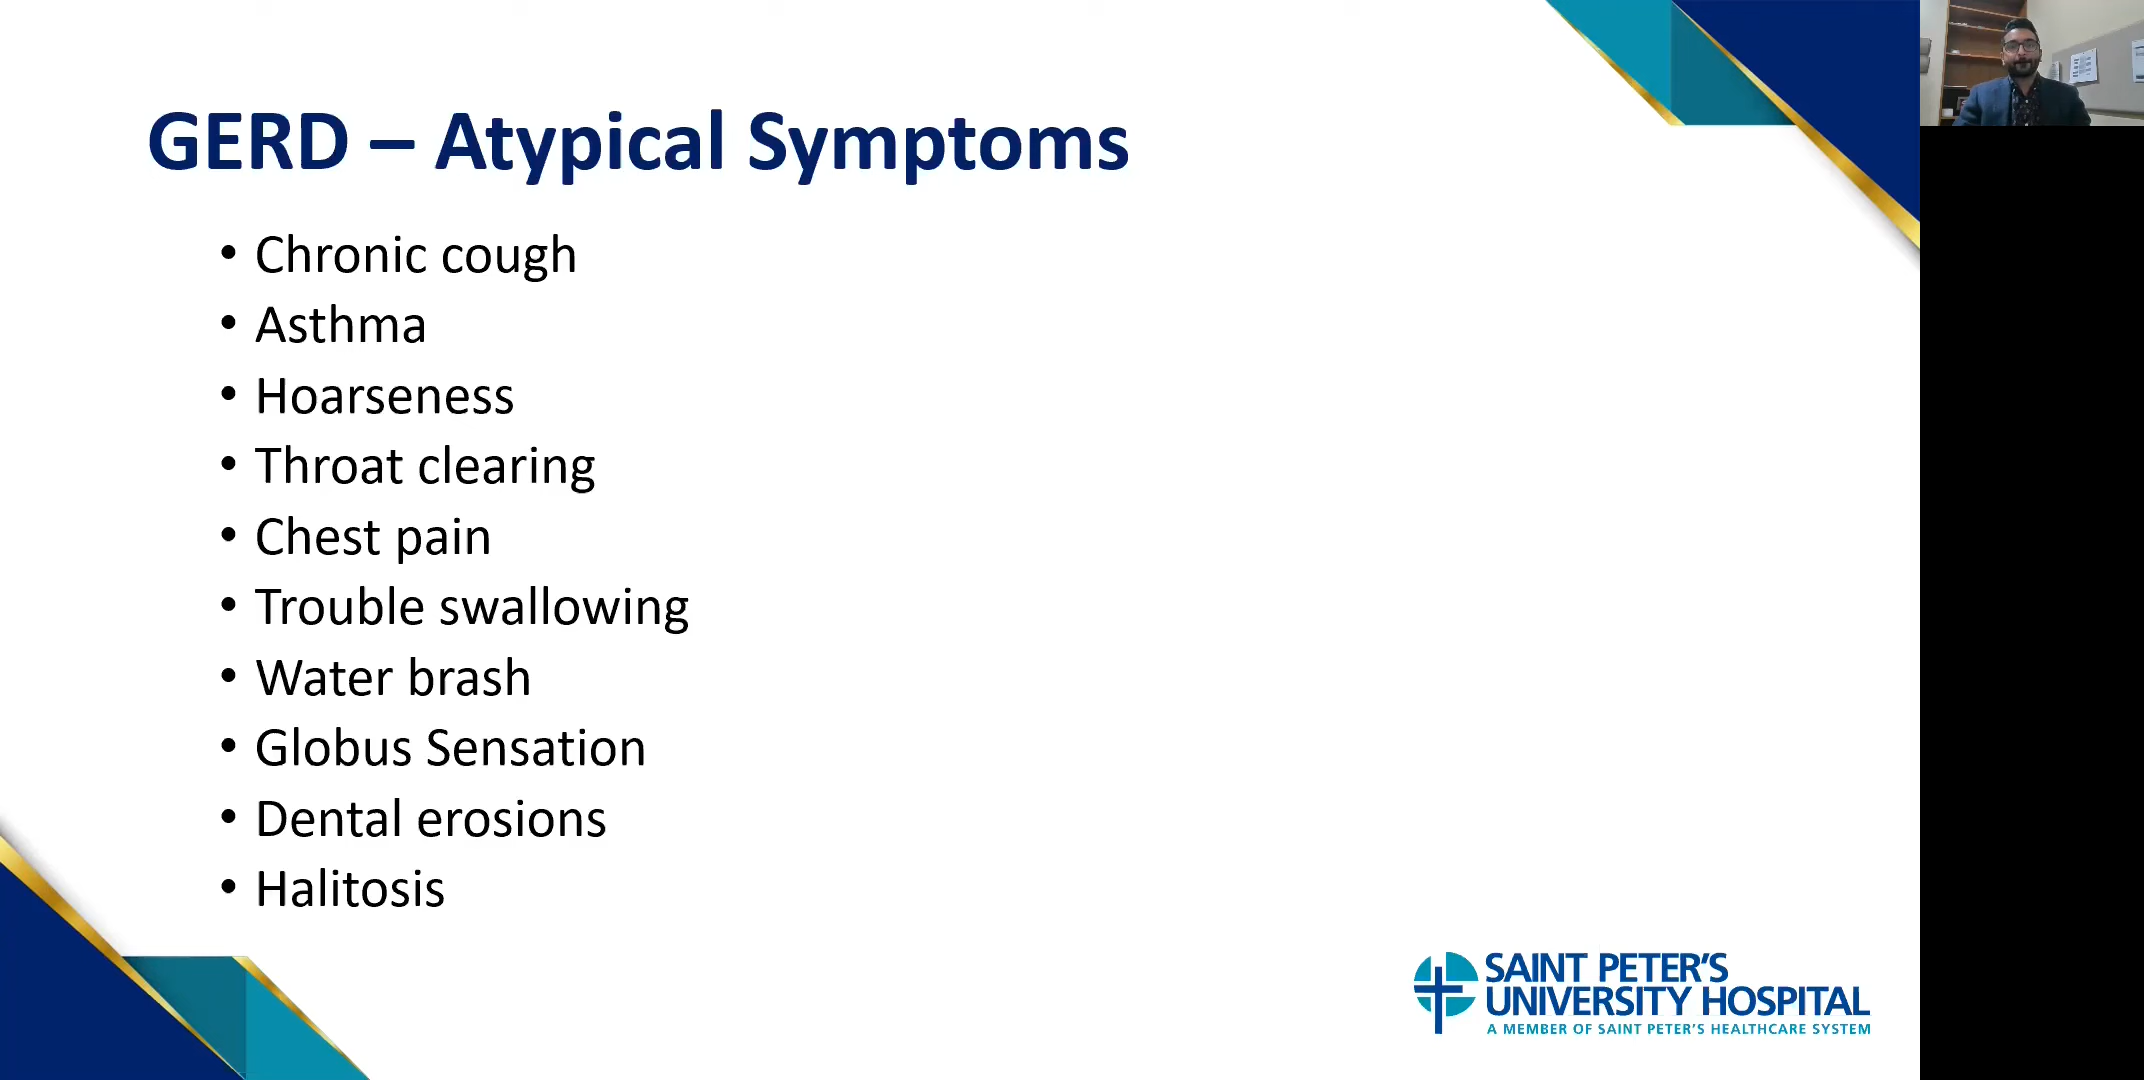 GERD – Atypical Symptoms
• Chronic cough
• Asthma
• Hoarseness
• Throat clearing
• Chest pain
• Trouble swallowing
• Water brash
• Globus Sensation
• Dental erosions
• Halitosis
SAINT PETER'S
UNIVERSITY HOSPITAL
A MEMBER OF SAINT PETER'S HEALTHCARE SYSTEM